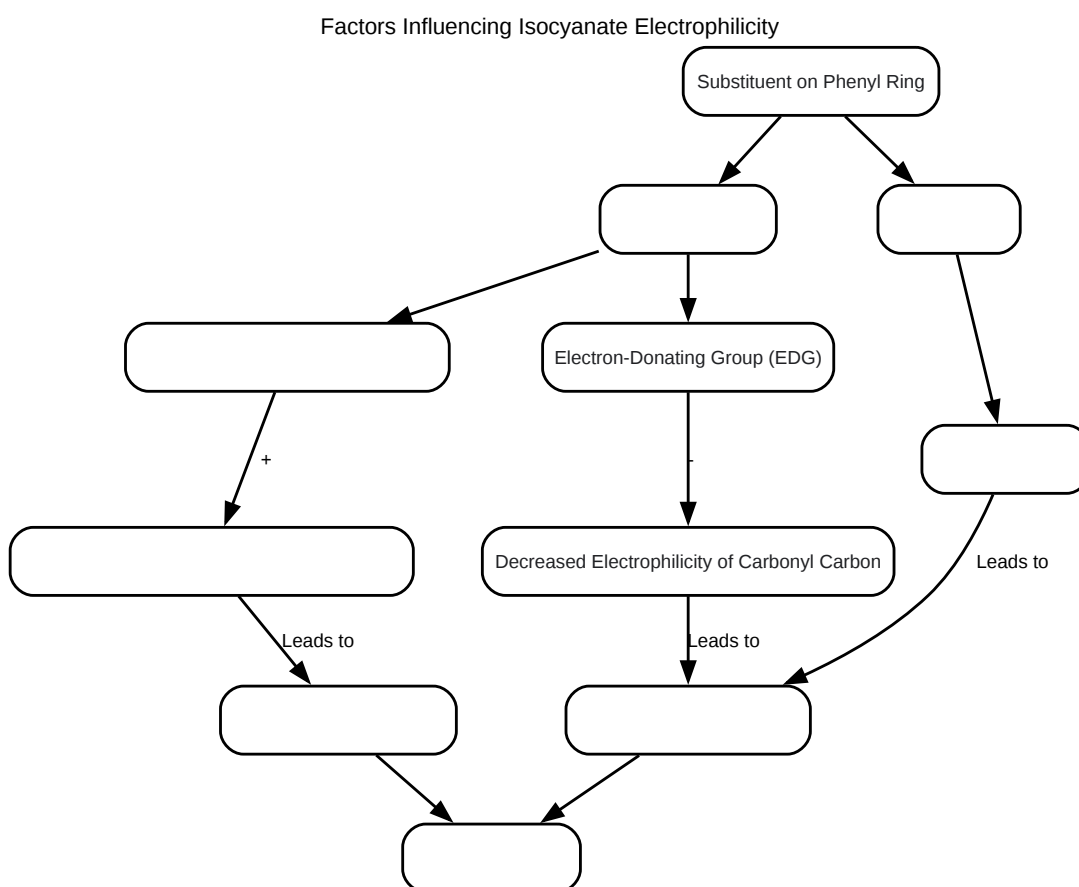 Factors Influencing Isocyanate Electrophilicity
Substituent on Phenyl Ring
Electron-Donating Group (EDG)
+
-
Decreased Electrophilicity of Carbonyl Carbon
Leads to
Leads to
Leads to